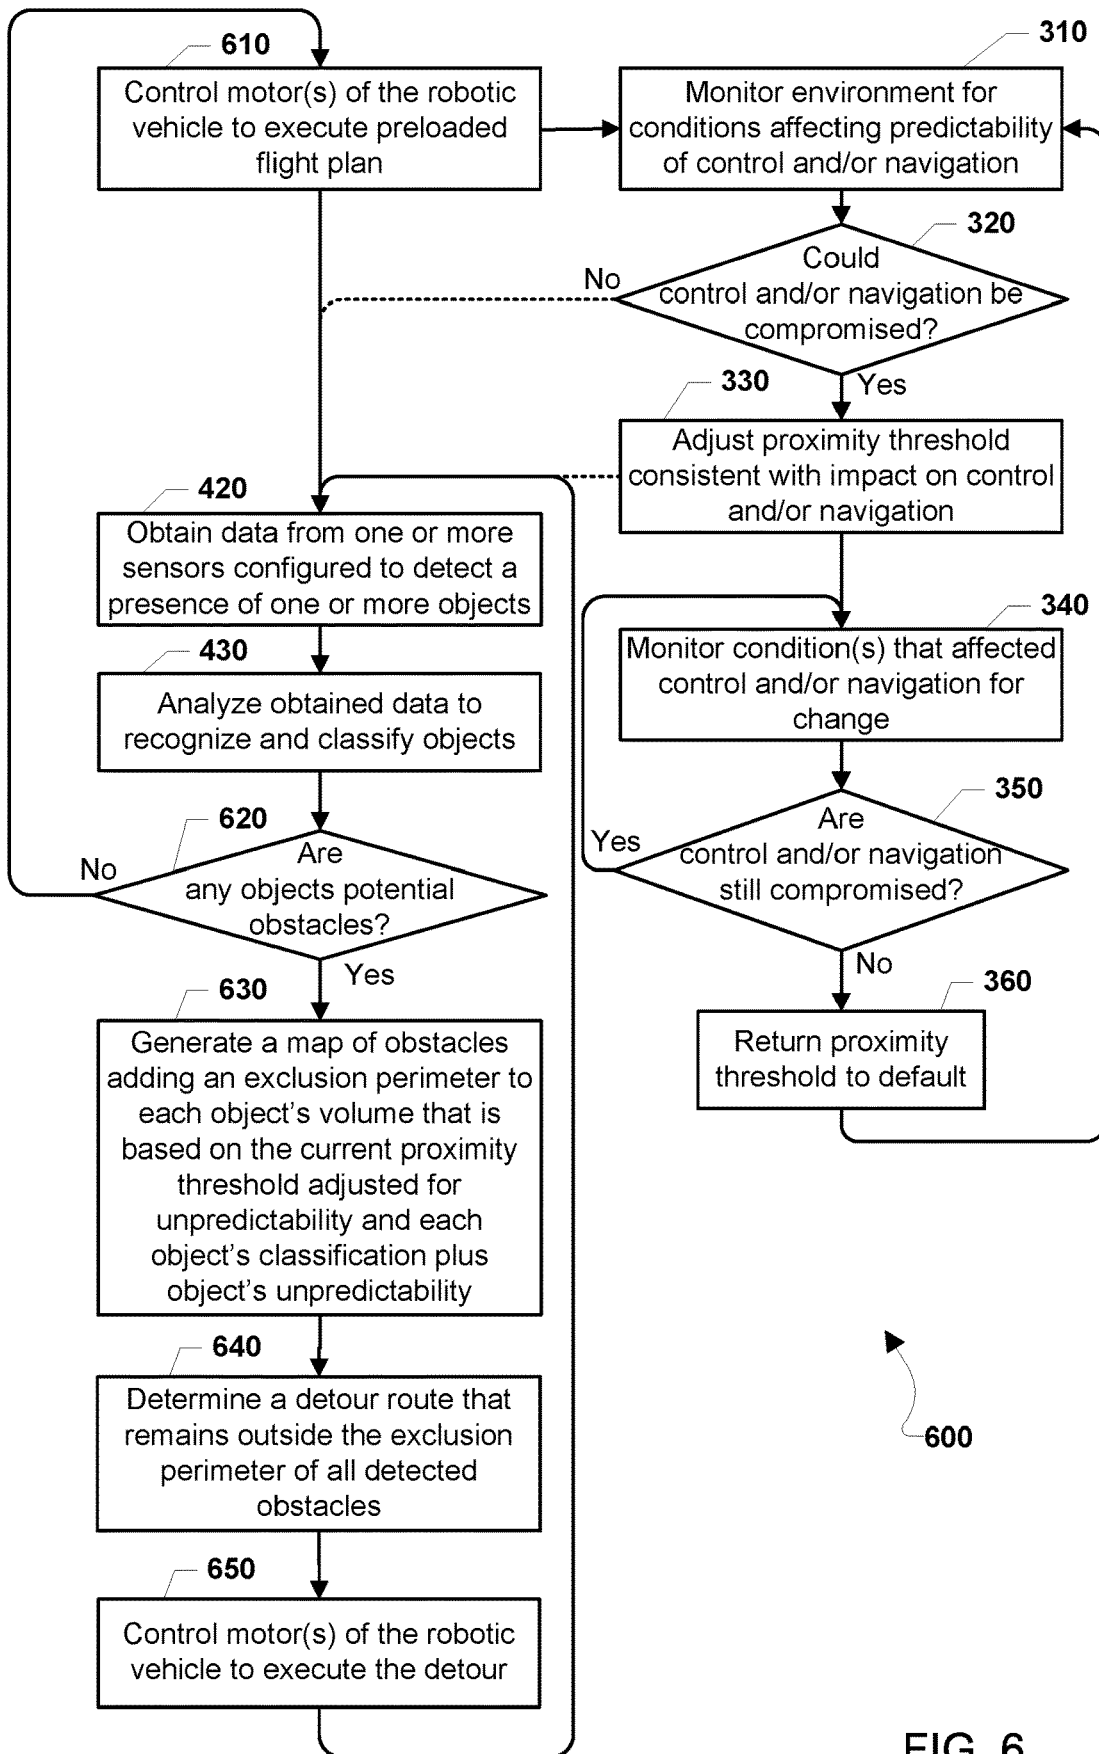 610
Control motor(s) of the robotic
vehicle to execute preloaded
flight plan
310
Monitor environment for
conditions affecting predictability
of control and/or navigation
320
Could
control and/or navigation be
compromised?
No
Yes
330
Adjust proximity threshold
consistent with impact on control
and/or navigation
420
Obtain data from one or more
sensors configured to detect a
presence of one or more objects
340
Monitor condition(s) that affected
control and/or navigation for
change
430
Analyze obtained data to
recognize and classify objects
350
Are
control and/or navigation
still compromised?
Yes
No
620
Are
any objects potential
obstacles?
No
Yes
360
Return proximity
threshold to default
630
Generate a map of obstacles
adding an exclusion perimeter to
each object's volume that is
based on the current proximity
threshold adjusted for
unpredictability and each
object's classification plus
object's unpredictability
640
Determine a detour route that
remains outside the exclusion
perimeter of all detected
obstacles
600
650
Control motor(s) of the robotic
vehicle to execute the detour
FIG. 6